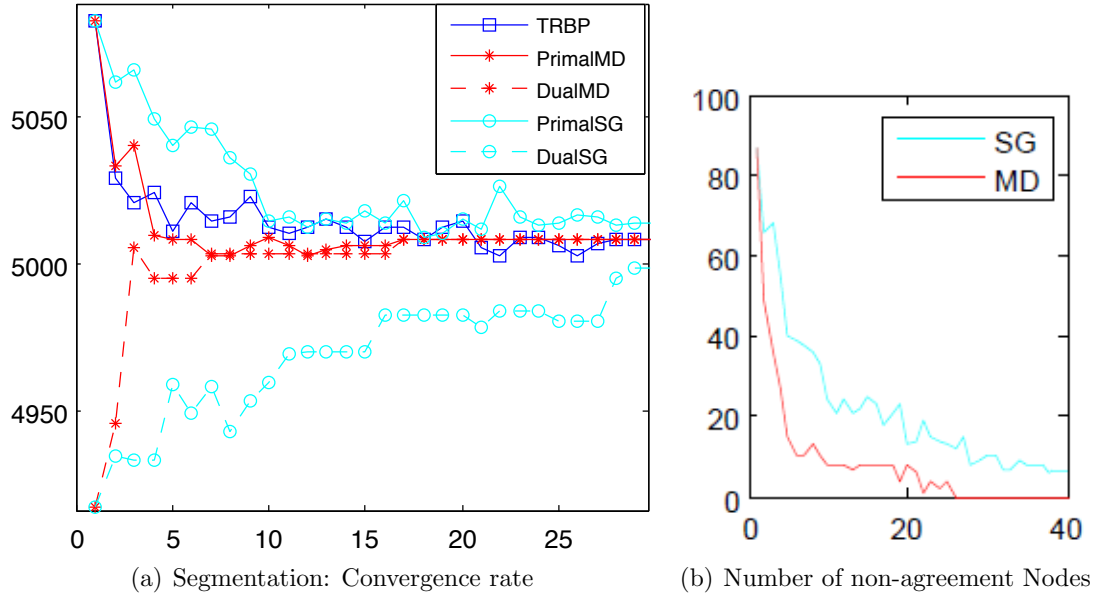 TRBP
PrimalMD
DualMD
PrimalSG
DualSG
5050
5000
4950
0 5 10 15 20 25
(a) Segmentation: Convergence rate
SG
MD
100
80
60
40
20
0
0 20 40
(b) Number of non-agreement Nodes